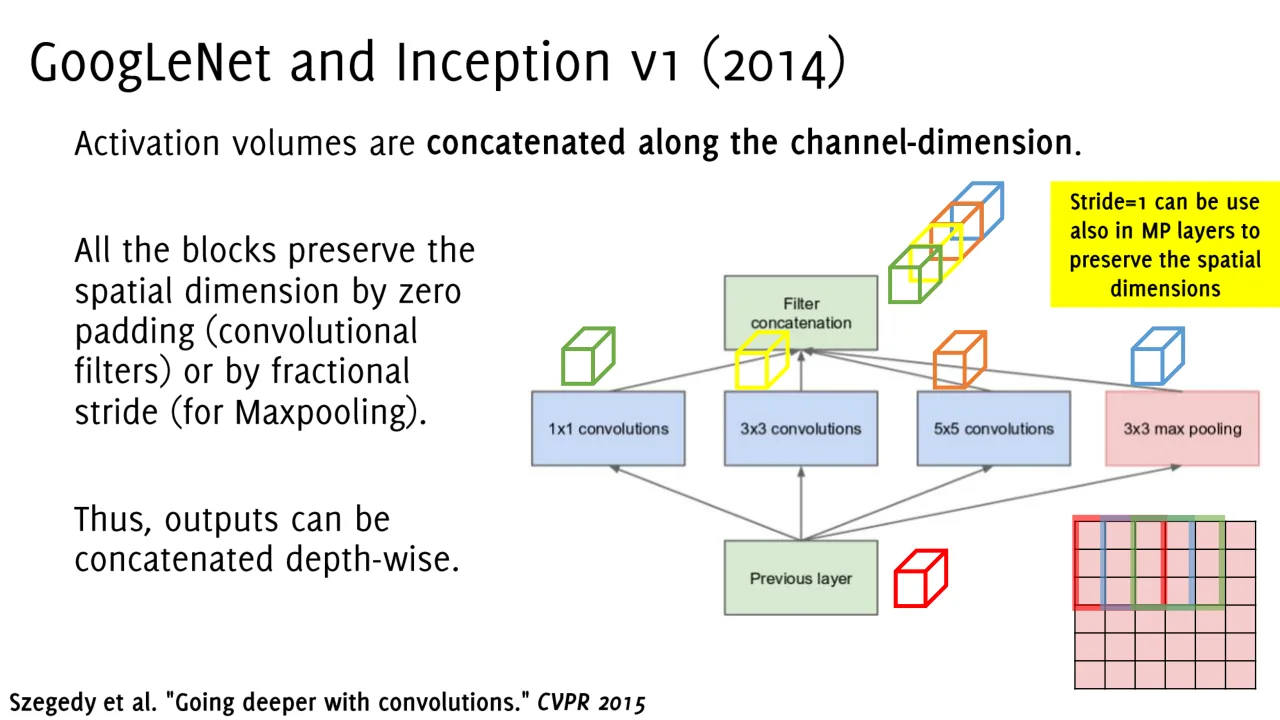 GoogLeNet and Inception v1 (2014)
Activation volumes are concatenated along the channel-dimension.
All the blocks preserve the
spatial dimension by zero
padding (convolutional
filters) or by fractional
stride (for Maxpooling).
Thus, outputs can be
concatenated depth-wise.
Stride=1 can be use
also in MP layers to
preserve the spatial
dimensions
Filter
concatenation
1x1 convolutions
3x3 convolutions
5x5 convolutions
3x3 max pooling
Previous layer
Szegedy et al. "Going deeper with convolutions." CVPR 2015